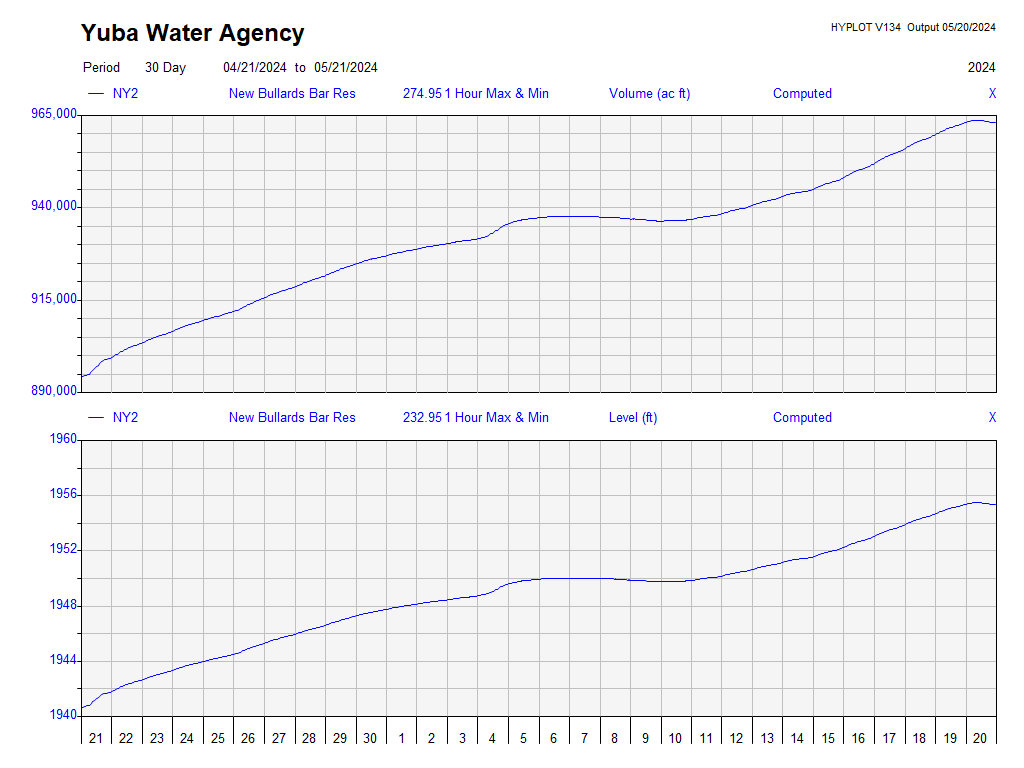 Yuba Water Agency
HYPLOT V134 Output 05/20/2024
Period 30 Day 04/21/2024 to 05/21/2024 2024
NY2 New Bullards Bar Res 274.95 1 Hour Max & Min Volume (ac ft) Computed X
965,000
940,000
915,000
890,000
NY2 New Bullards Bar Res 232.95 1 Hour Max & Min Level (ft) Computed X
1960
1956
1952
1948
1944
1940
21 22 23 24 25 26 27 28 29 30 1 2 3 4 5 6 7 8 9 10 11 12 13 14 15 16 17 18 19 20